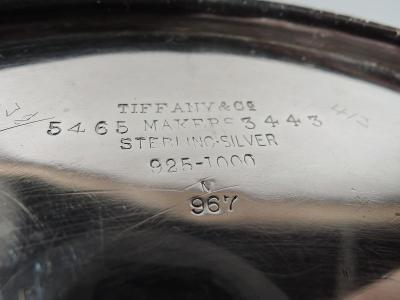 TIFFANY & Co
5465 MAKERS 3443
STERLING-SILVER
925-1000
967